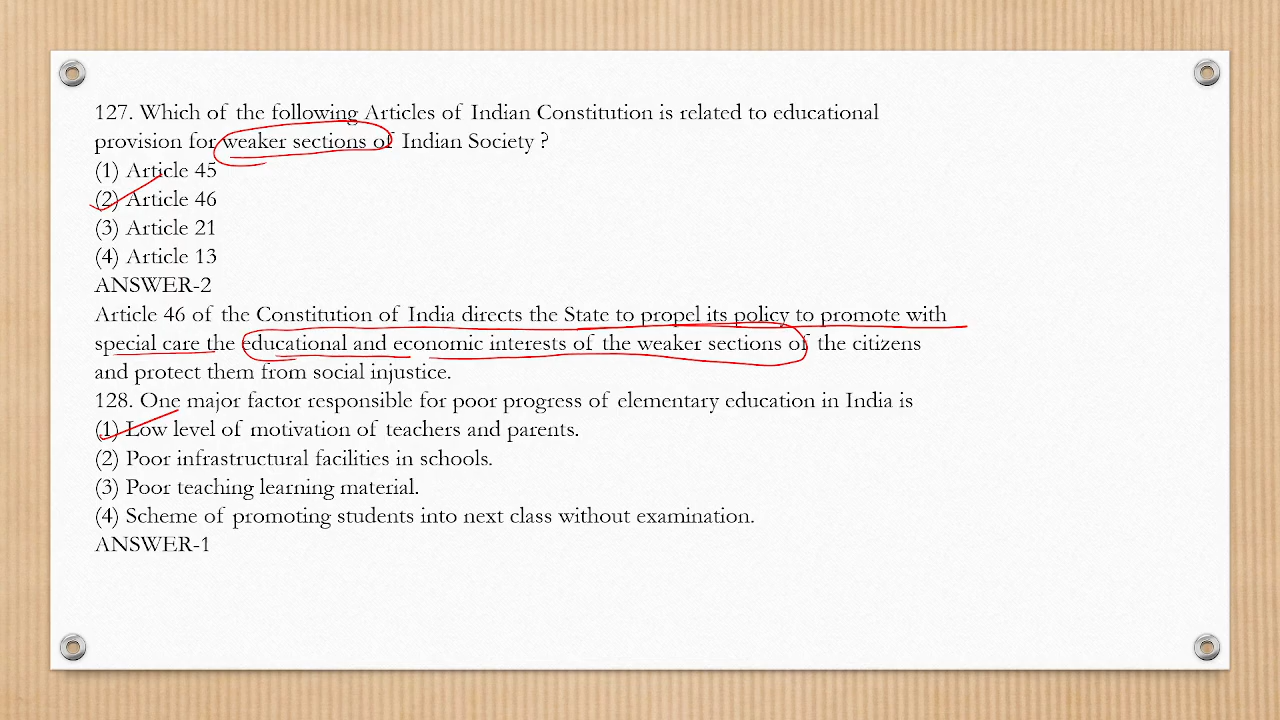 127. Which of the following Articles of Indian Constitution is related to educational
provision for weaker sections of Indian Society ?
(1) Article 45
(2) Article 46
(3) Article 21
(4) Article 13
ANSWER-2
Article 46 of the Constitution of India directs the State to propel its policy to promote with
special care the educational and economic interests of the weaker sections of the citizens
and protect them from social injustice.
128. One major factor responsible for poor progress of elementary education in India is
(1) Low level of motivation of teachers and parents.
(2) Poor infrastructural facilities in schools.
(3) Poor teaching learning material.
(4) Scheme of promoting students into next class without examination.
ANSWER-1